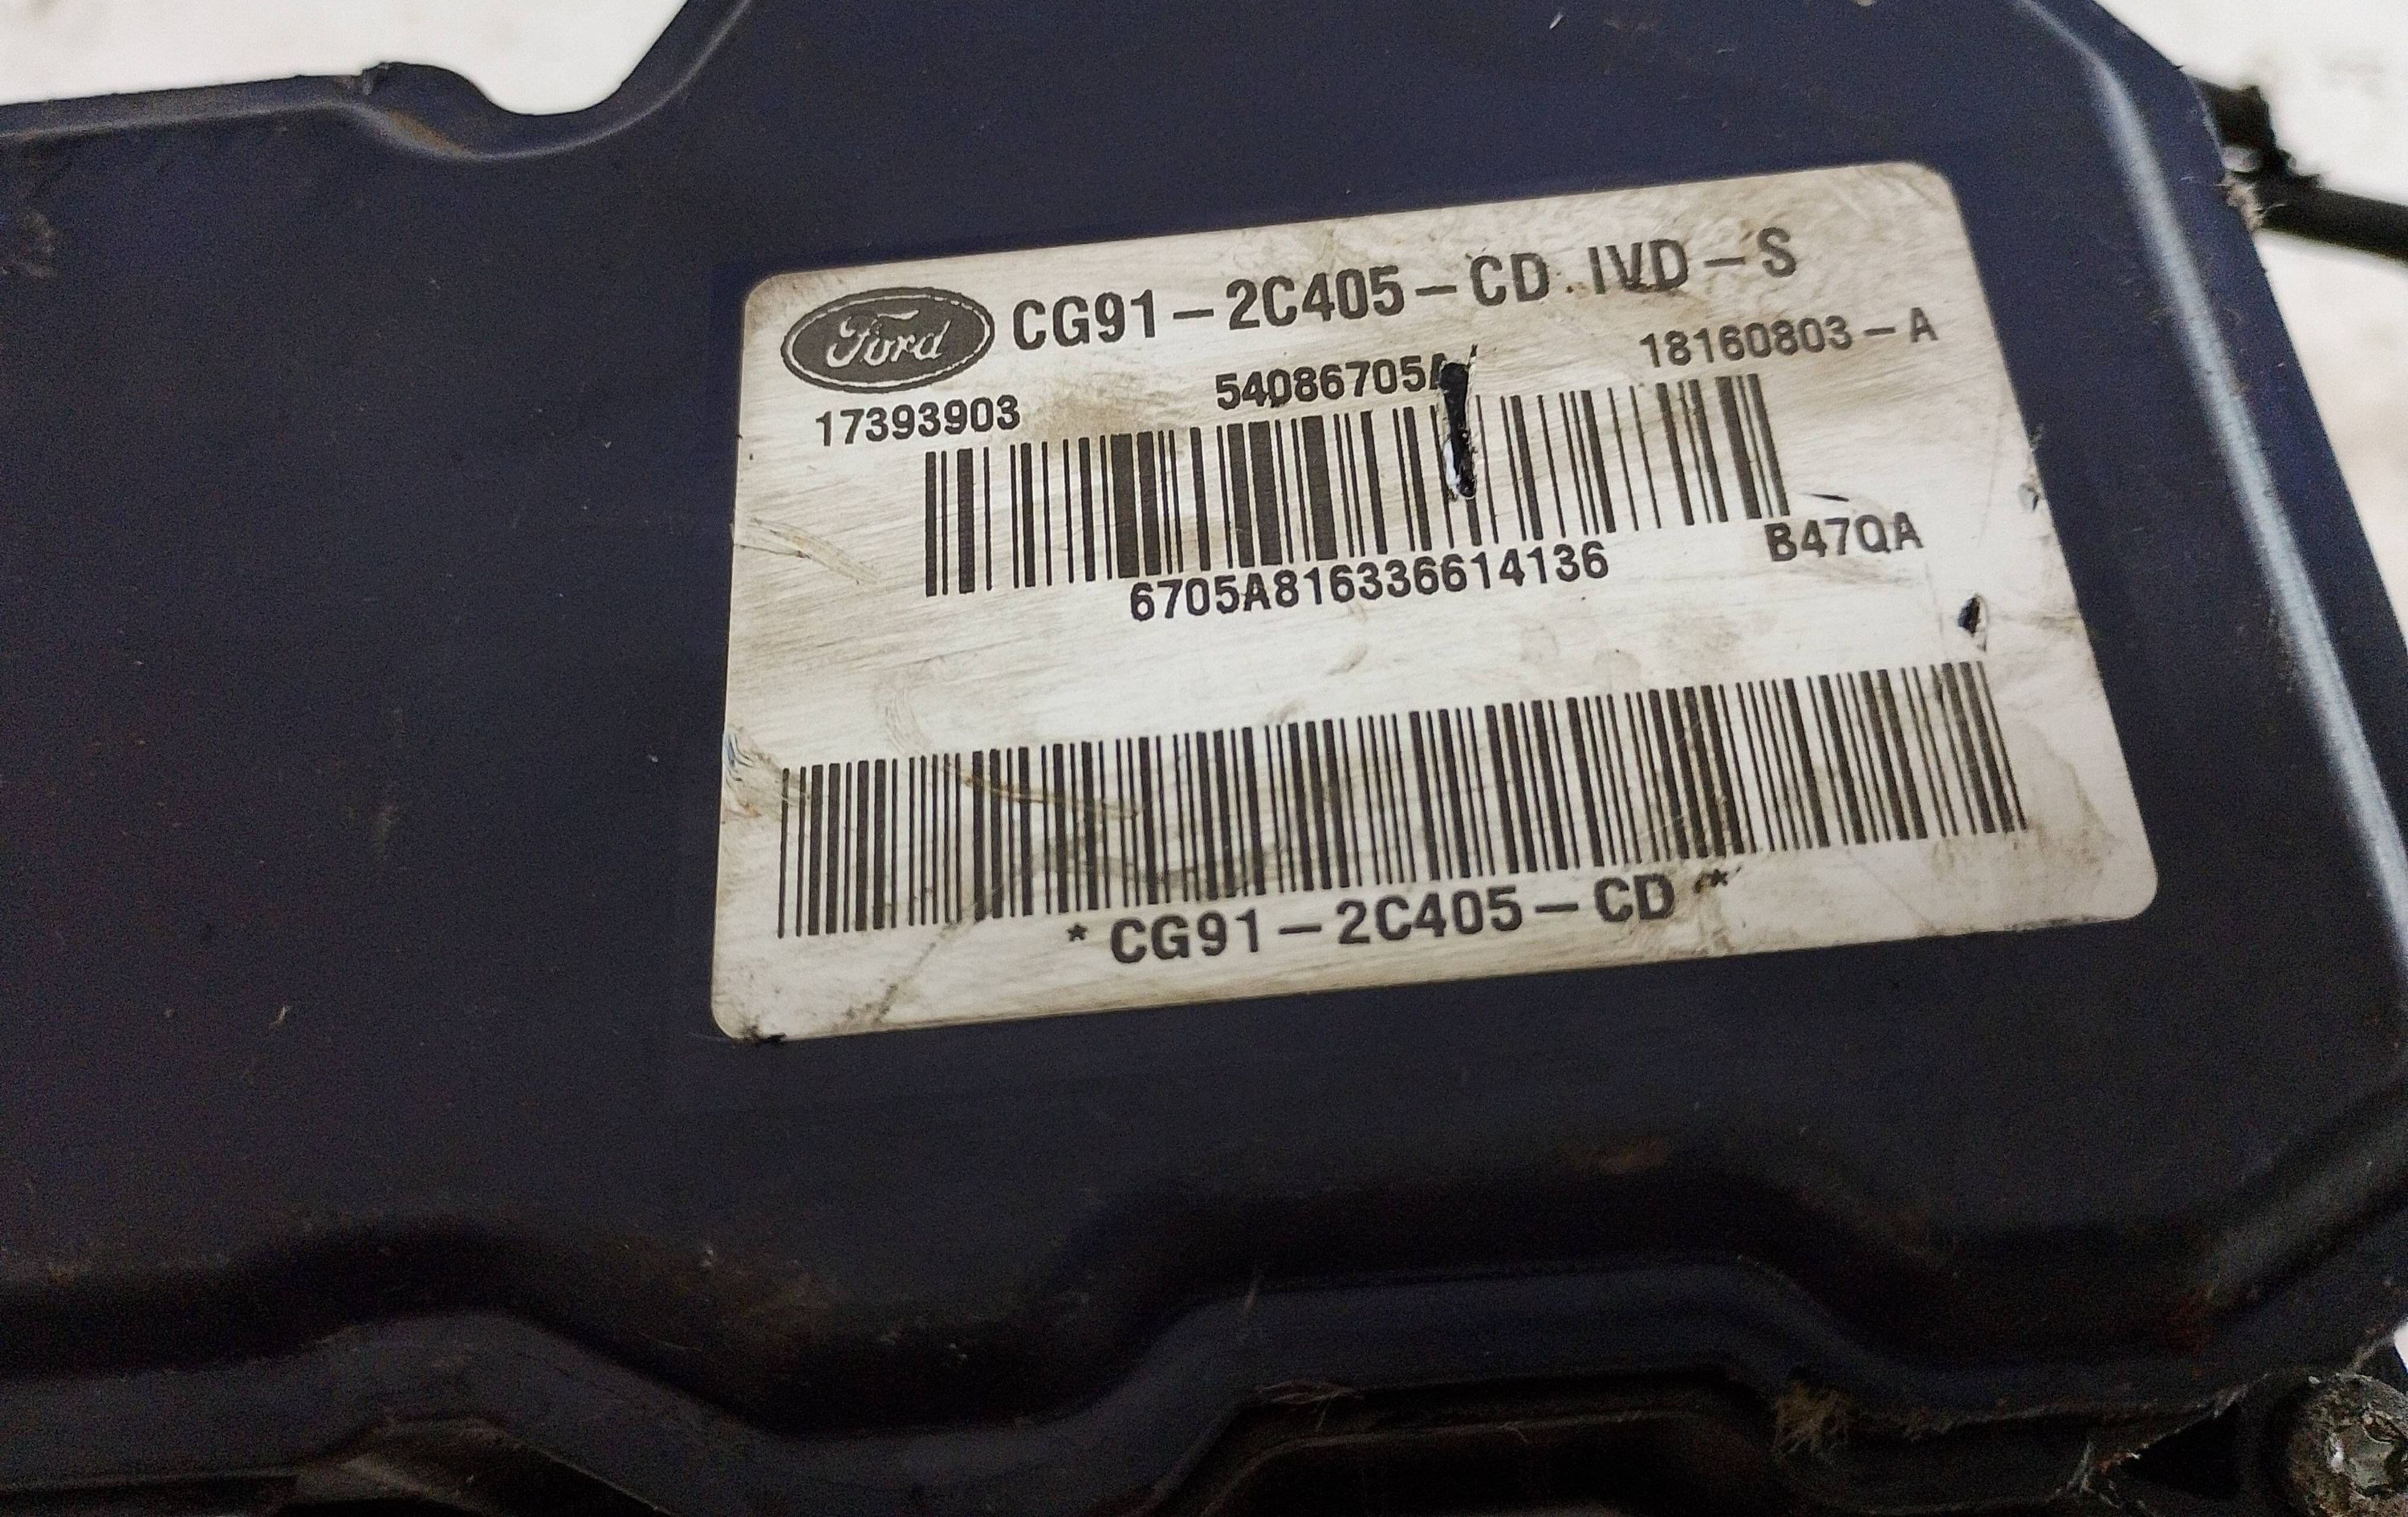 Ford CG91-2C405-CD IVD-S
17393903 54086705A 18160803-A
6705A816336614136 B47QA
*CG91-2C405-CD*